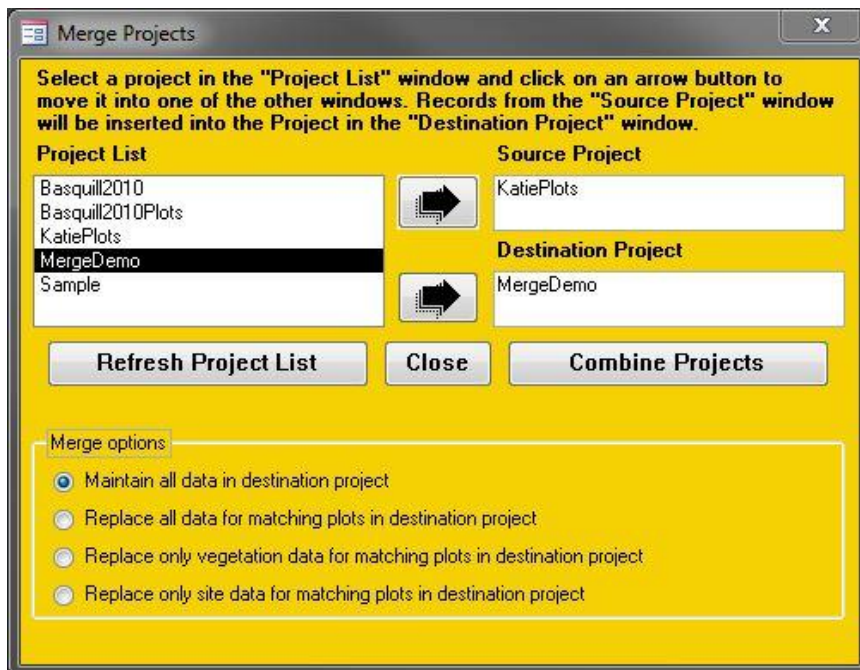 Merge Projects
X
Select a project in the "Project List" window and click on an arrow button to
move it into one of the other windows. Records from the "Source Project" window
will be inserted into the Project in the "Destination Project" window.
Project List
Basquill2010
Basquill2010Plots
KatiePlots
MergeDemo
Sample
Source Project
KatiePlots
Destination Project
MergeDemo
Refresh Project List
Close
Combine Projects
Merge options
Maintain all data in destination project
Replace all data for matching plots in destination project
Replace only vegetation data for matching plots in destination project
Replace only site data for matching plots in destination project